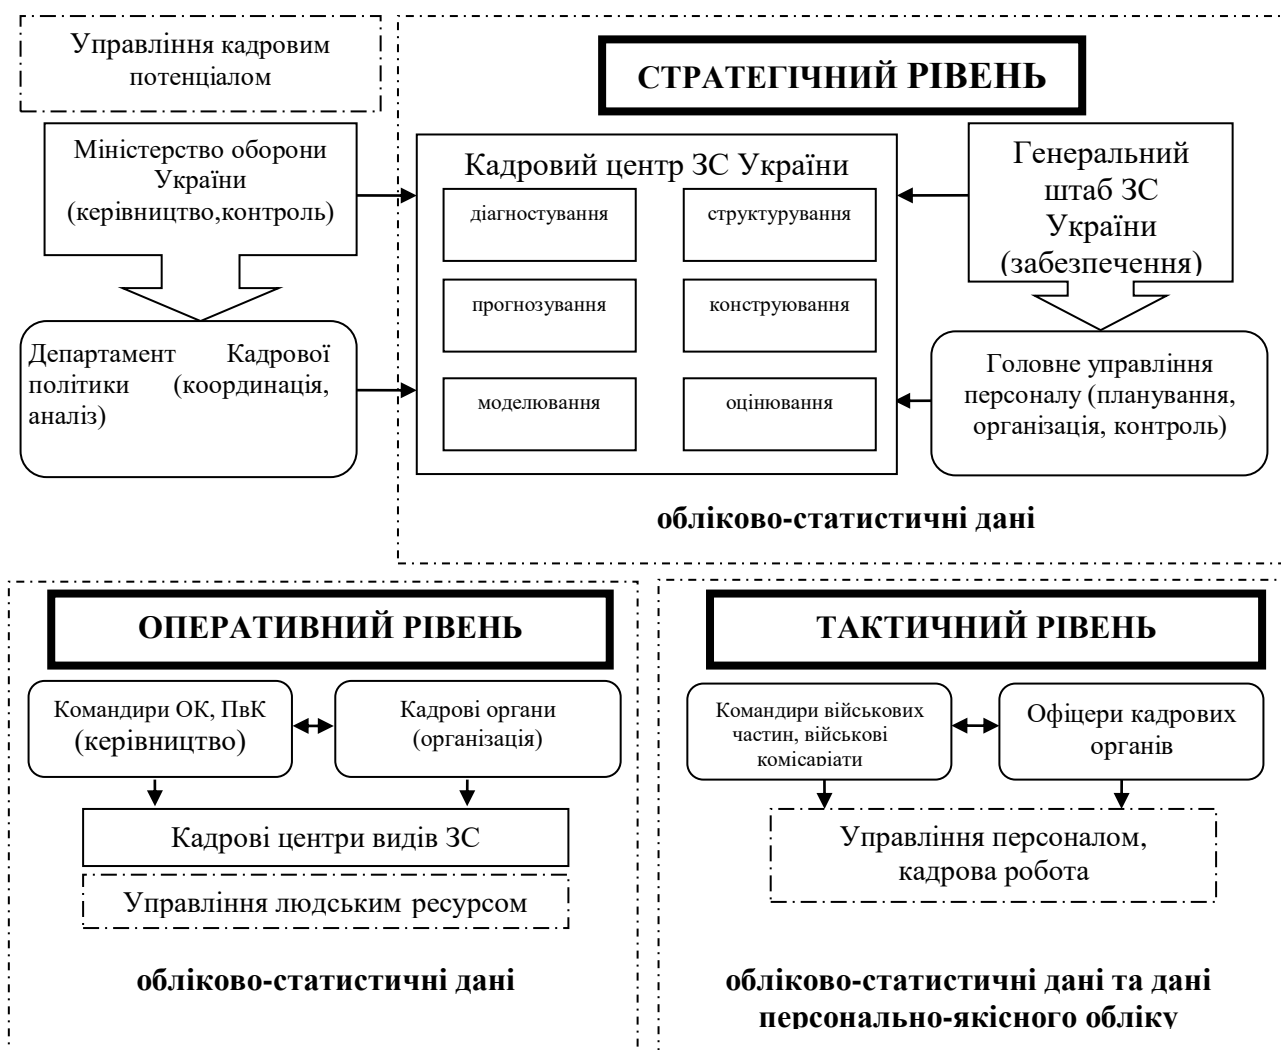 Управління кадровим
потенціалом
СТРАТЕГІЧНИЙ РІВЕНЬ
Міністерство оборони
України
(керівництво,контроль)
Кадровий центр ЗС України
діагностування
структурування
прогнозування
конструювання
моделювання
оцінювання
Генеральний
штаб ЗС
України
(забезпечення)
Департамент Кадрової
політики (координація,
аналіз)
Головне управління
персоналу (планування,
організація, контроль)
обліково-статистичні дані
ОПЕРАТИВНИЙ РІВЕНЬ
Командири ОК, ПвК
(керівництво)
Кадрові органи
(організація)
Кадрові центри видів ЗС
Управління людським ресурсом
обліково-статистичні дані
ТАКТИЧНИЙ РІВЕНЬ
Командири військових
частин, військові
комісаріати
Офіцери кадрових
органів
Управління персоналом,
кадрова робота
обліково-статистичні дані та дані
персонально-якісного обліку